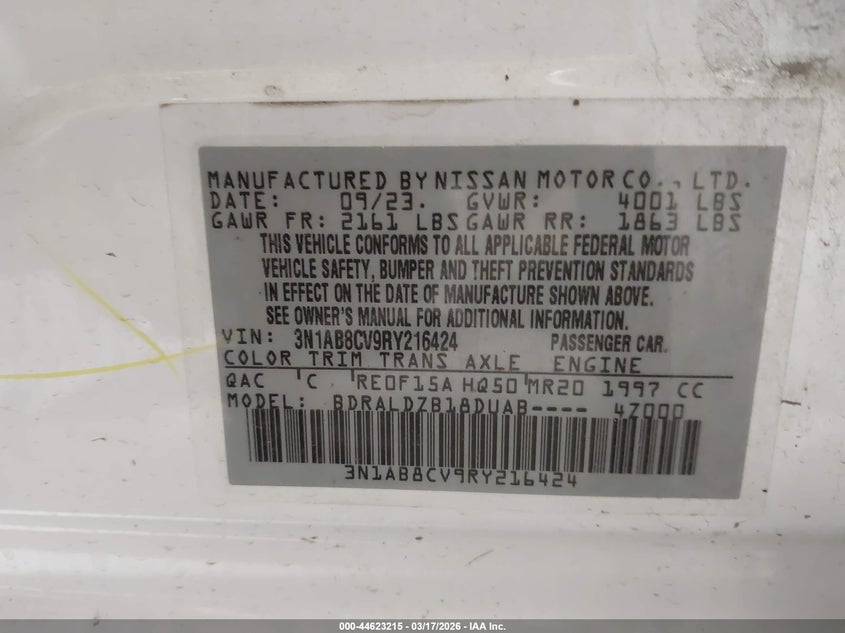 MANUFACTURED BY NISSAN MOTOR CO., LTD.
DATE: 09/23. GVWR: 4001 LBS
GAWR FR: 2161 LBS GAWR RR: 1863 LBS
THIS VEHICLE CONFORMS TO ALL APPLICABLE FEDERAL MOTOR
VEHICLE SAFETY, BUMPER AND THEFT PREVENTION STANDARDS
IN EFFECT ON THE DATE OF MANUFACTURE SHOWN ABOVE.
SEE OWNER'S MANUAL FOR ADDITIONAL INFORMATION.
VIN: 3N1AB8CV9RY216424 PASSENGER CAR.
COLOR TRIM TRANS AXLE ENGINE
QAC C RE0F15A HQ50 MR20 1997 CC
MODEL: BDRALDZB18DUAB---- 4Z000
3N1AB8CV9RY216424
000-44623215 — 03/17/2026 — IAA Inc.